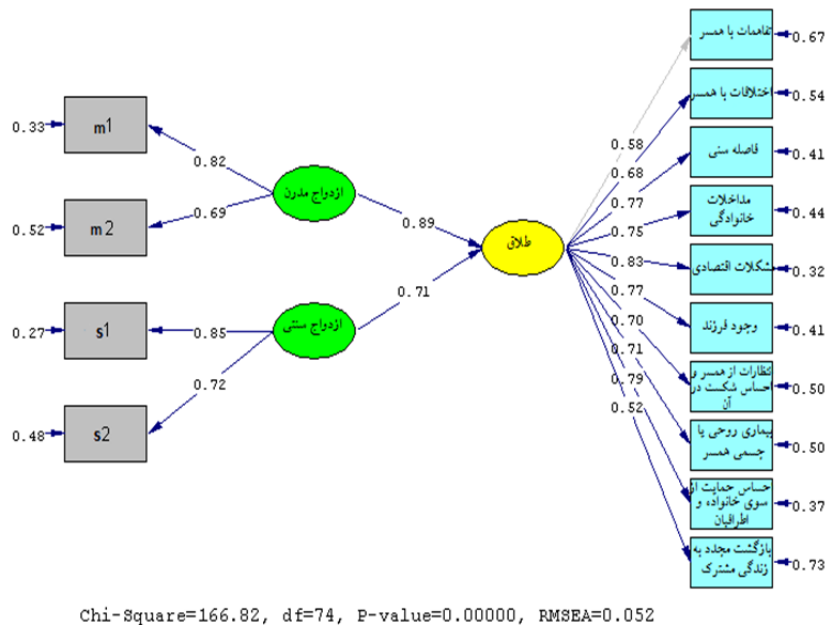 تفاهمات با همسر
0.67
اختلافات با همسر
0.54
0.33
m1
0.58
فاصله سنی
0.41
0.82
0.68
ازدواج مدرن
0.77
مداخلات
خانوادگی
0.44
0.52
m2
0.69
0.89
0.75
طلاق
0.83
مشکلات اقتصادی
0.32
0.77
0.71
0.70
وجود فرزند
0.41
0.27
s1
0.85
ازدواج سنتی
0.71
0.72
0.79
انتظارات از همسر و
احساس شکست در
آن
0.50
0.52
0.48
s2
بیماری روحی یا
جسمی همسر
0.50
حساس حمایت از
سوی خانواده و
اطرافیان
0.37
بازگشت مجدد به
زندگی مشترک
0.73
Chi-Square=166.82, df=74, P-value=0.00000, RMSEA=0.052